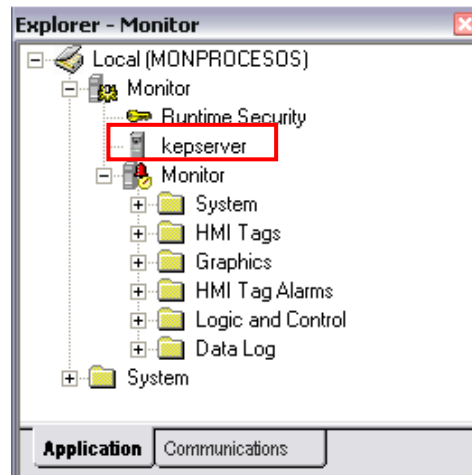 Explorer - Monitor
Local (MONPROCESOS)
Monitor
Runtime Security
kepserver
Monitor
System
HMI Tags
Graphics
HMI Tag Alarms
Logic and Control
Data Log
System
Application Communications